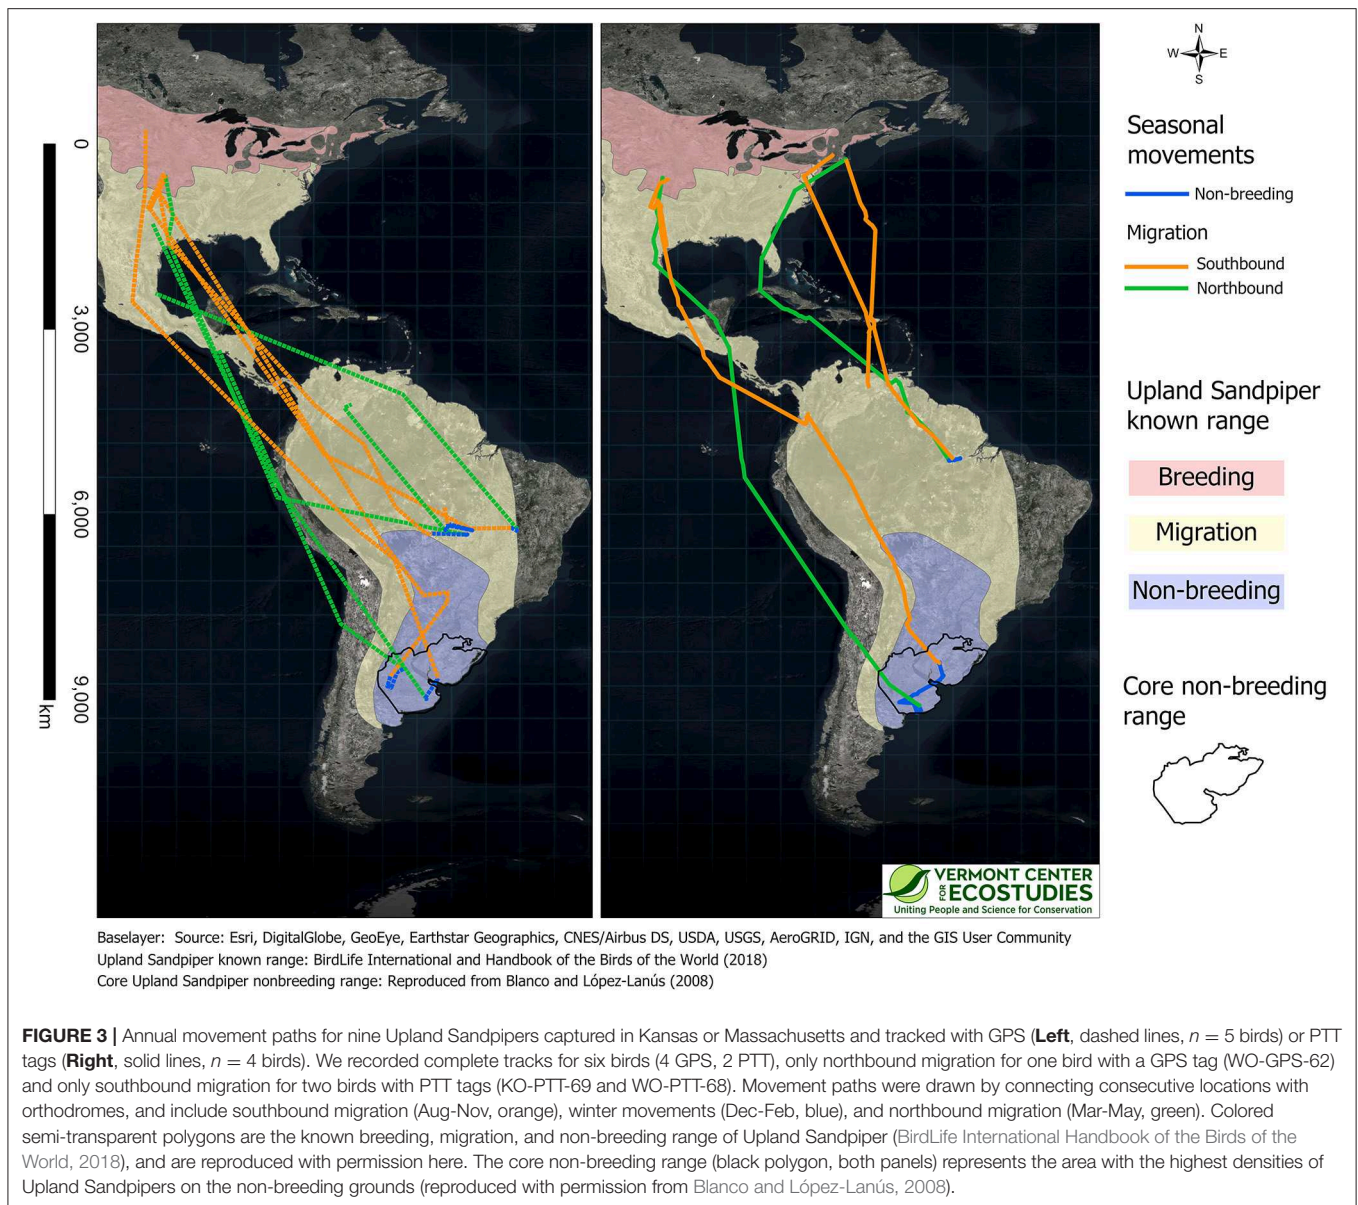 N
W E
S
Seasonal
movements
Non-breeding
Migration
Southbound
Northbound
Upland Sandpiper
known range
Breeding
Migration
Non-breeding
Core non-breeding
range
0
3,000
6,000
9,000
km
VERMONT CENTER
FOR ECOSTUDIES
Uniting People and Science for Conservation
Baselayer: Source: Esri, DigitalGlobe, GeoEye, Earthstar Geographics, CNES/Airbus DS, USDA, USGS, AeroGRID, IGN, and the GIS User Community
Upland Sandpiper known range: BirdLife International and Handbook of the Birds of the World (2018)
Core Upland Sandpiper nonbreeding range: Reproduced from Blanco and López-Lanús (2008)
FIGURE 3 | Annual movement paths for nine Upland Sandpipers captured in Kansas or Massachusetts and tracked with GPS (Left, dashed lines, n = 5 birds) or PTT
tags (Right, solid lines, n = 4 birds). We recorded complete tracks for six birds (4 GPS, 2 PTT), only northbound migration for one bird with a GPS tag (WO-GPS-62)
and only southbound migration for two birds with PTT tags (KO-PTT-69 and WO-PTT-68). Movement paths were drawn by connecting consecutive locations with
orthodromes, and include southbound migration (Aug-Nov, orange), winter movements (Dec-Feb, blue), and northbound migration (Mar-May, green). Colored
semi-transparent polygons are the known breeding, migration, and non-breeding range of Upland Sandpiper (BirdLife International Handbook of the Birds of the
World, 2018), and are reproduced with permission here. The core non-breeding range (black polygon, both panels) represents the area with the highest densities of
Upland Sandpipers on the non-breeding grounds (reproduced with permission from Blanco and López-Lanús, 2008).